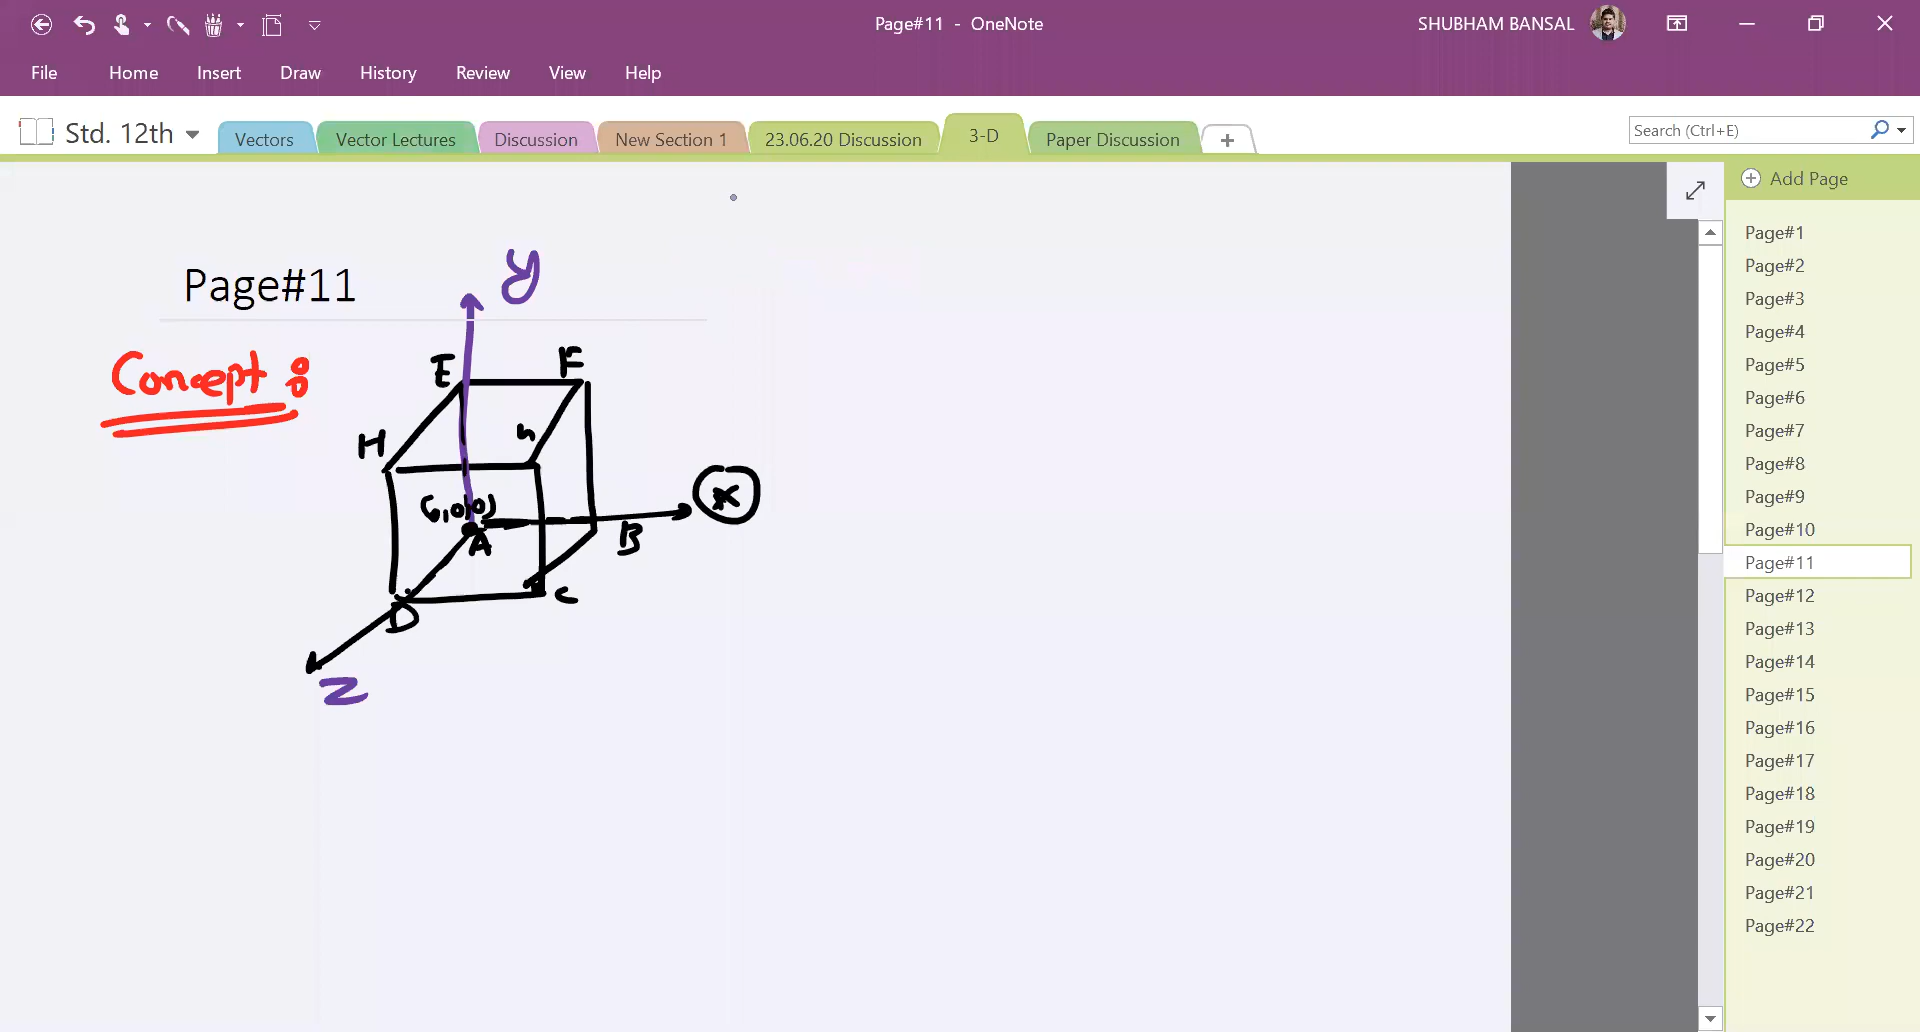 Page#11 - OneNote
SHUBHAM BANSAL
File Home Insert Draw History Review View Help
Std. 12th
Vectors
Vector Lectures
Discussion
New Section 1
23.06.20 Discussion
3-D
Paper Discussion
Search (Ctrl+E)
Add Page
Page#1
Page#2
Page#3
Page#4
Page#5
Page#6
Page#7
Page#8
Page#9
Page#10
Page#11
Page#12
Page#13
Page#14
Page#15
Page#16
Page#17
Page#18
Page#19
Page#20
Page#21
Page#22
Page#11
Concept :
y
E
F
H
x
A
B
D
C
z